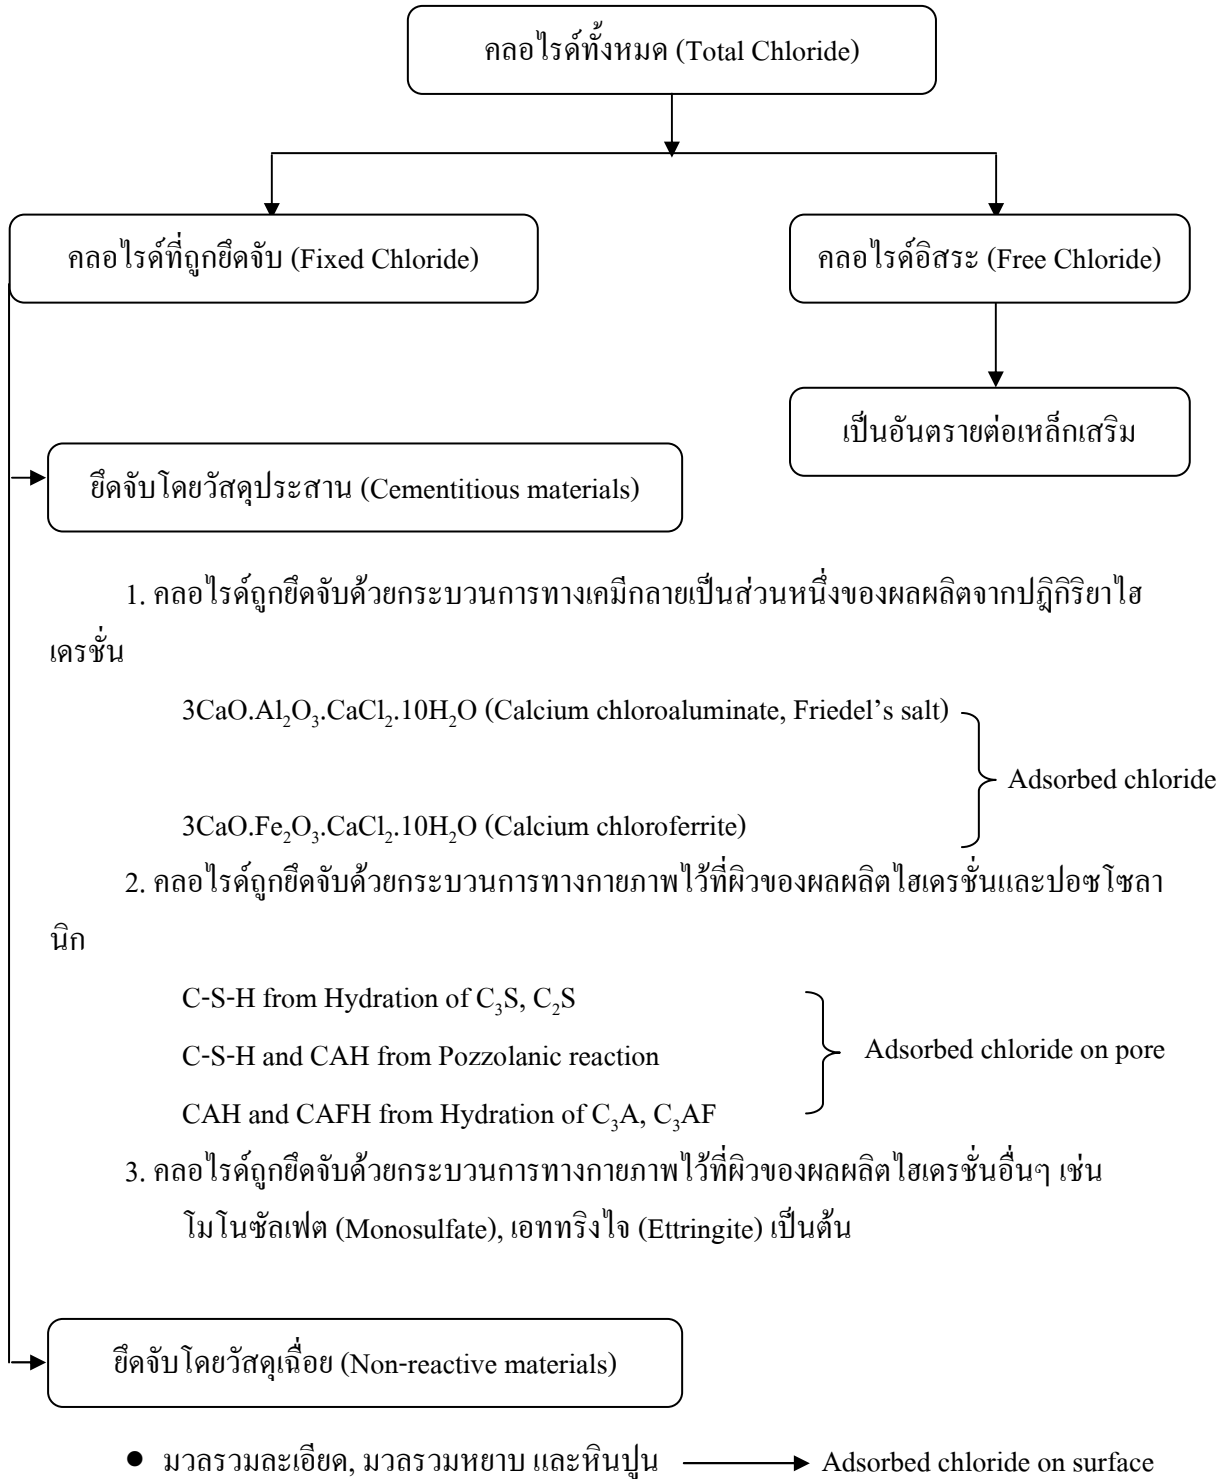 คลอไรด์ทั้งหมด (Total Chloride)
คลอไรด์ที่ถูกยึดจับ (Fixed Chloride)
คลอไรด์อิสระ (Free Chloride)
เป็นอันตรายต่อเหล็กเสริม
ยึดจับโดยวัสดุประสาน (Cementitious materials)
1. คลอไรด์ถูกยึดจับด้วยกระบวนการทางเคมีกลายเป็นส่วนหนึ่งของผลผลิตจากปฎิกิริยาไฮ
เดรชั่น
3CaO.Al₂O₃.CaCl₂.10H₂O (Calcium chloroaluminate, Friedel’s salt)
Adsorbed chloride
3CaO.Fe₂O₃.CaCl₂.10H₂O (Calcium chloroferrite)
2. คลอไรด์ถูกยึดจับด้วยกระบวนการทางกายภาพไว้ที่ผิวของผลผลิตไฮเดรชั่นและปอซโซลา
นิก
C-S-H from Hydration of C₃S, C₂S
C-S-H and CAH from Pozzolanic reaction
Adsorbed chloride on pore
CAH and CAFH from Hydration of C₃A, C₃AF
3. คลอไรด์ถูกยึดจับด้วยกระบวนการทางกายภาพไว้ที่ผิวของผลผลิตไฮเดรชั่นอื่นๆ เช่น
โมโนซัลเฟต (Monosulfate), เอททริงไจ (Ettringite) เป็นต้น
ยึดจับโดยวัสดุเฉื่อย (Non-reactive materials)
● มวลรวมละเอียด, มวลรวมหยาบ และหินปูน → Adsorbed chloride on surface